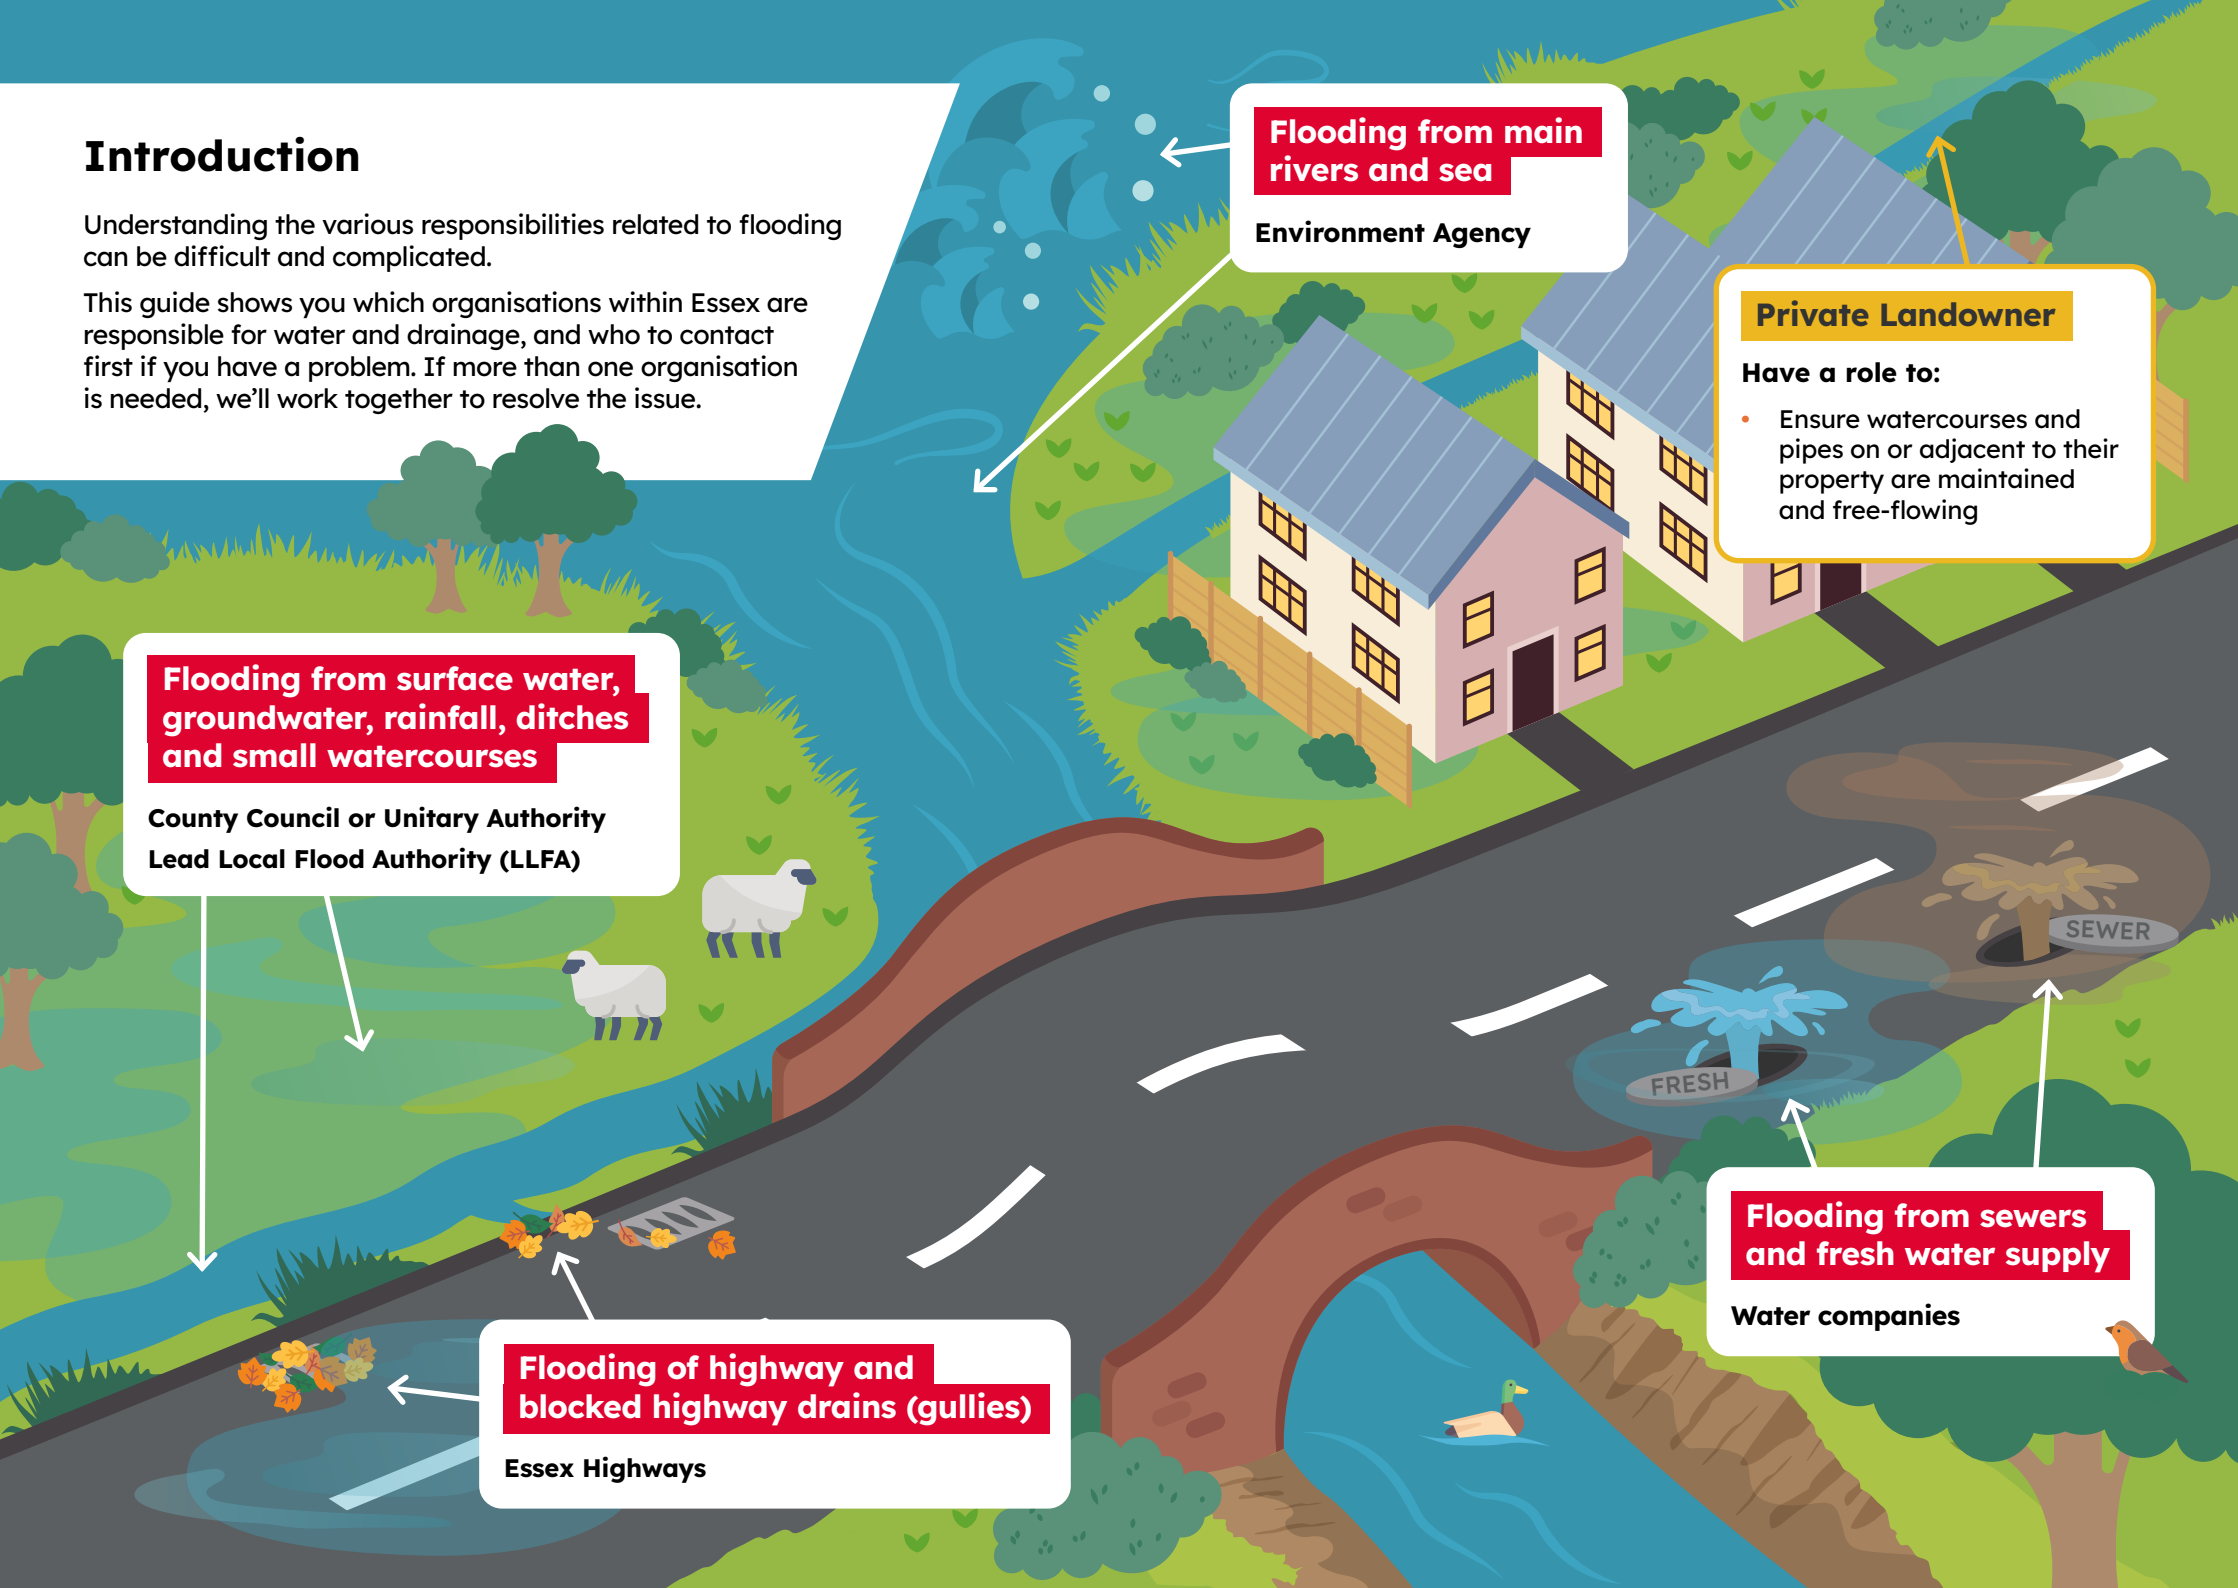 Introduction
Understanding the various responsibilities related to flooding
can be difficult and complicated.
This guide shows you which organisations within Essex are
responsible for water and drainage, and who to contact
first if you have a problem. If more than one organisation
is needed, we’ll work together to resolve the issue.
Flooding from main
rivers and sea
Environment Agency
Private Landowner
Have a role to:
• Ensure watercourses and
pipes on or adjacent to their
property are maintained
and free-flowing
Flooding from surface water,
groundwater, rainfall, ditches
and small watercourses
County Council or Unitary Authority
Lead Local Flood Authority (LLFA)
SEWER
FRESH
Flooding from sewers
and fresh water supply
Water companies
Flooding of highway and
blocked highway drains (gullies)
Essex Highways